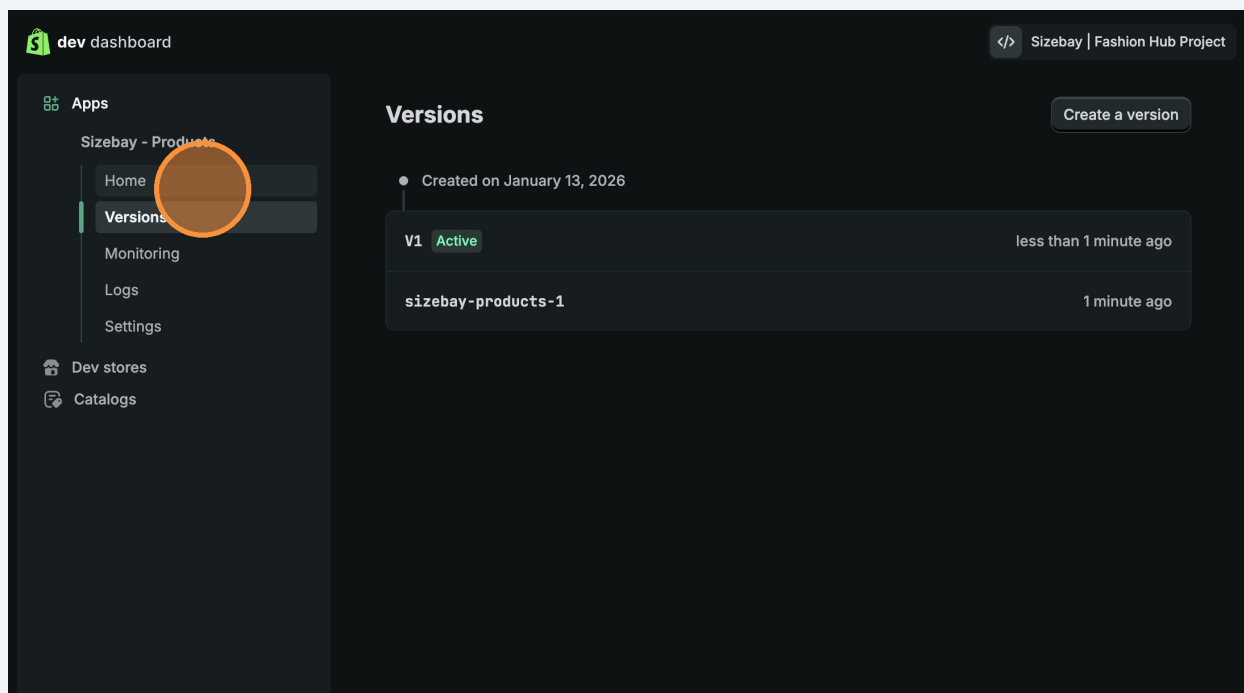 dev dashboard
</> Sizebay | Fashion Hub Project
Apps
Sizebay - Products
Home
Versions
Monitoring
Logs
Settings
Dev stores
Catalogs
Versions
Create a version
Created on January 13, 2026
V1 Active less than 1 minute ago
sizebay-products-1 1 minute ago